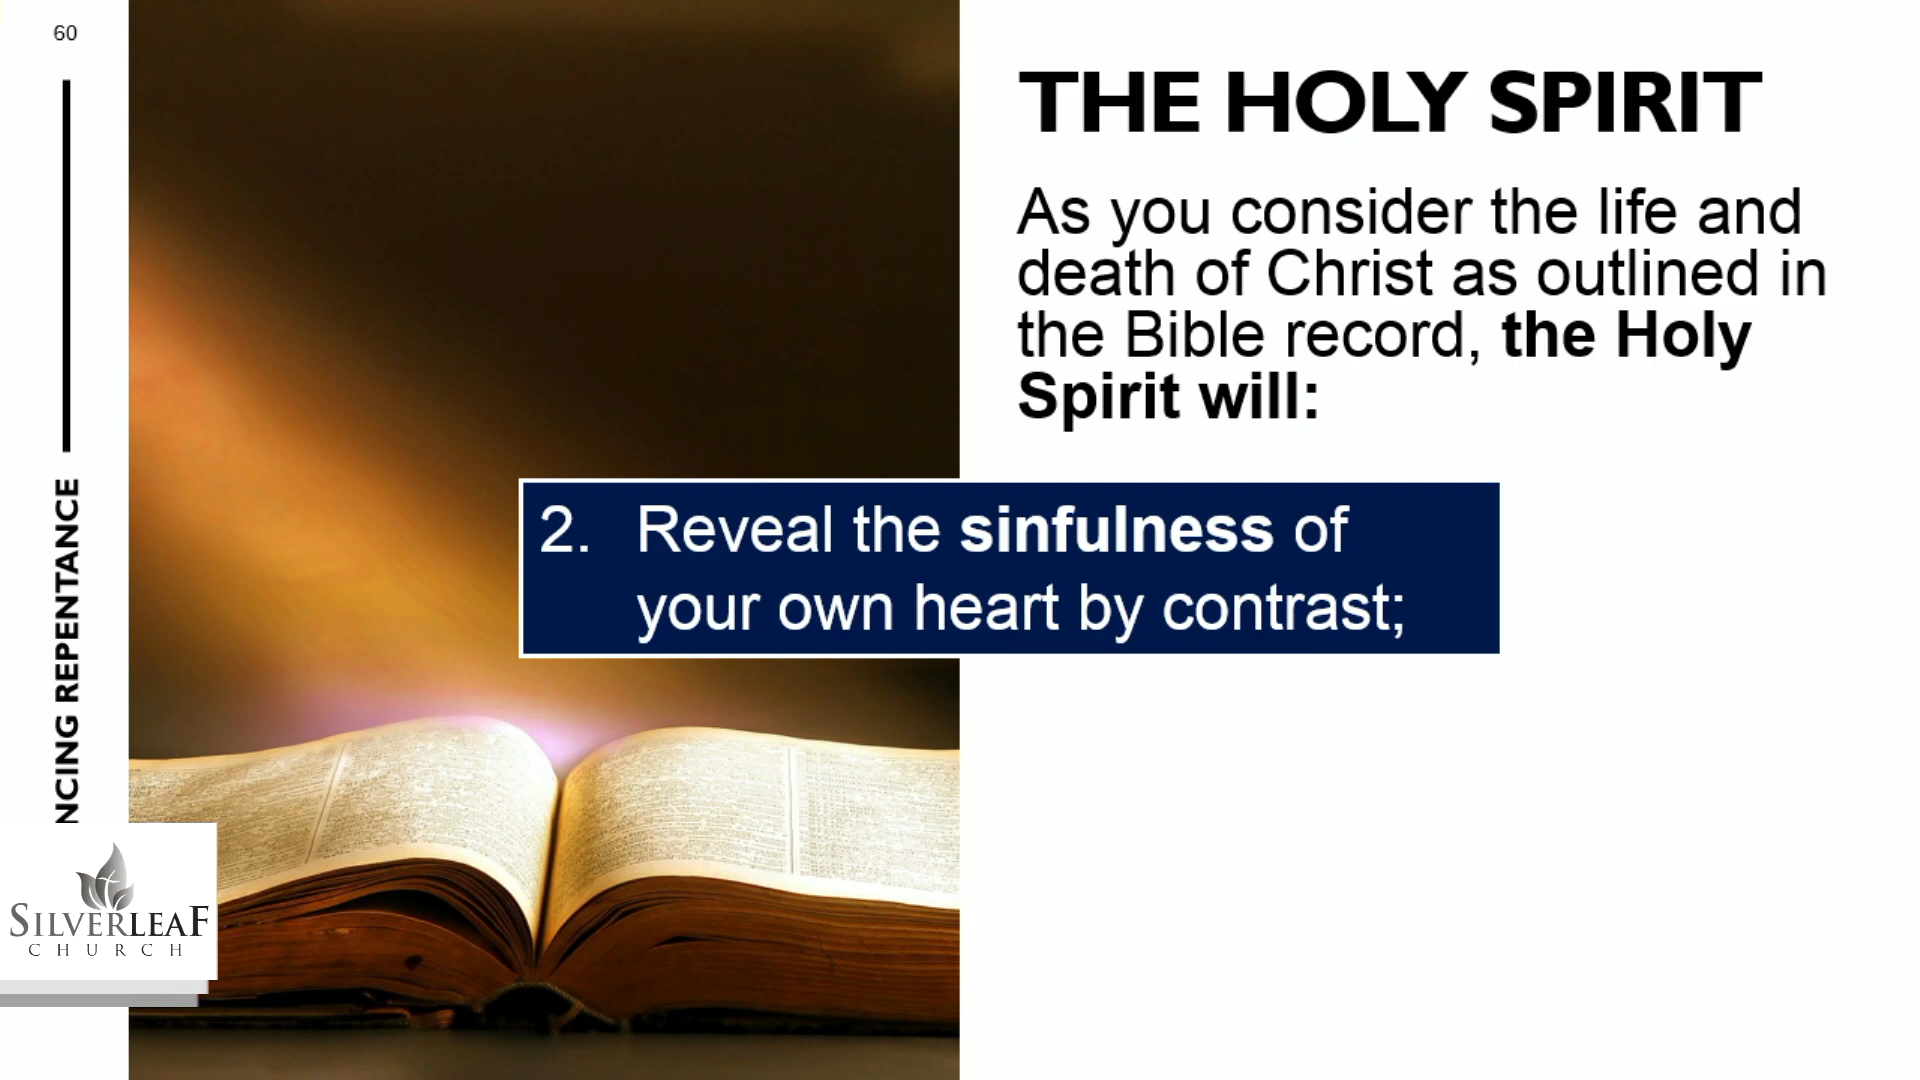 60
NCING REPENTANCE
THE HOLY SPIRIT
As you consider the life and
death of Christ as outlined in
the Bible record, the Holy
Spirit will:
2. Reveal the sinfulness of
your own heart by contrast;
SILVERLEAF
CHURCH